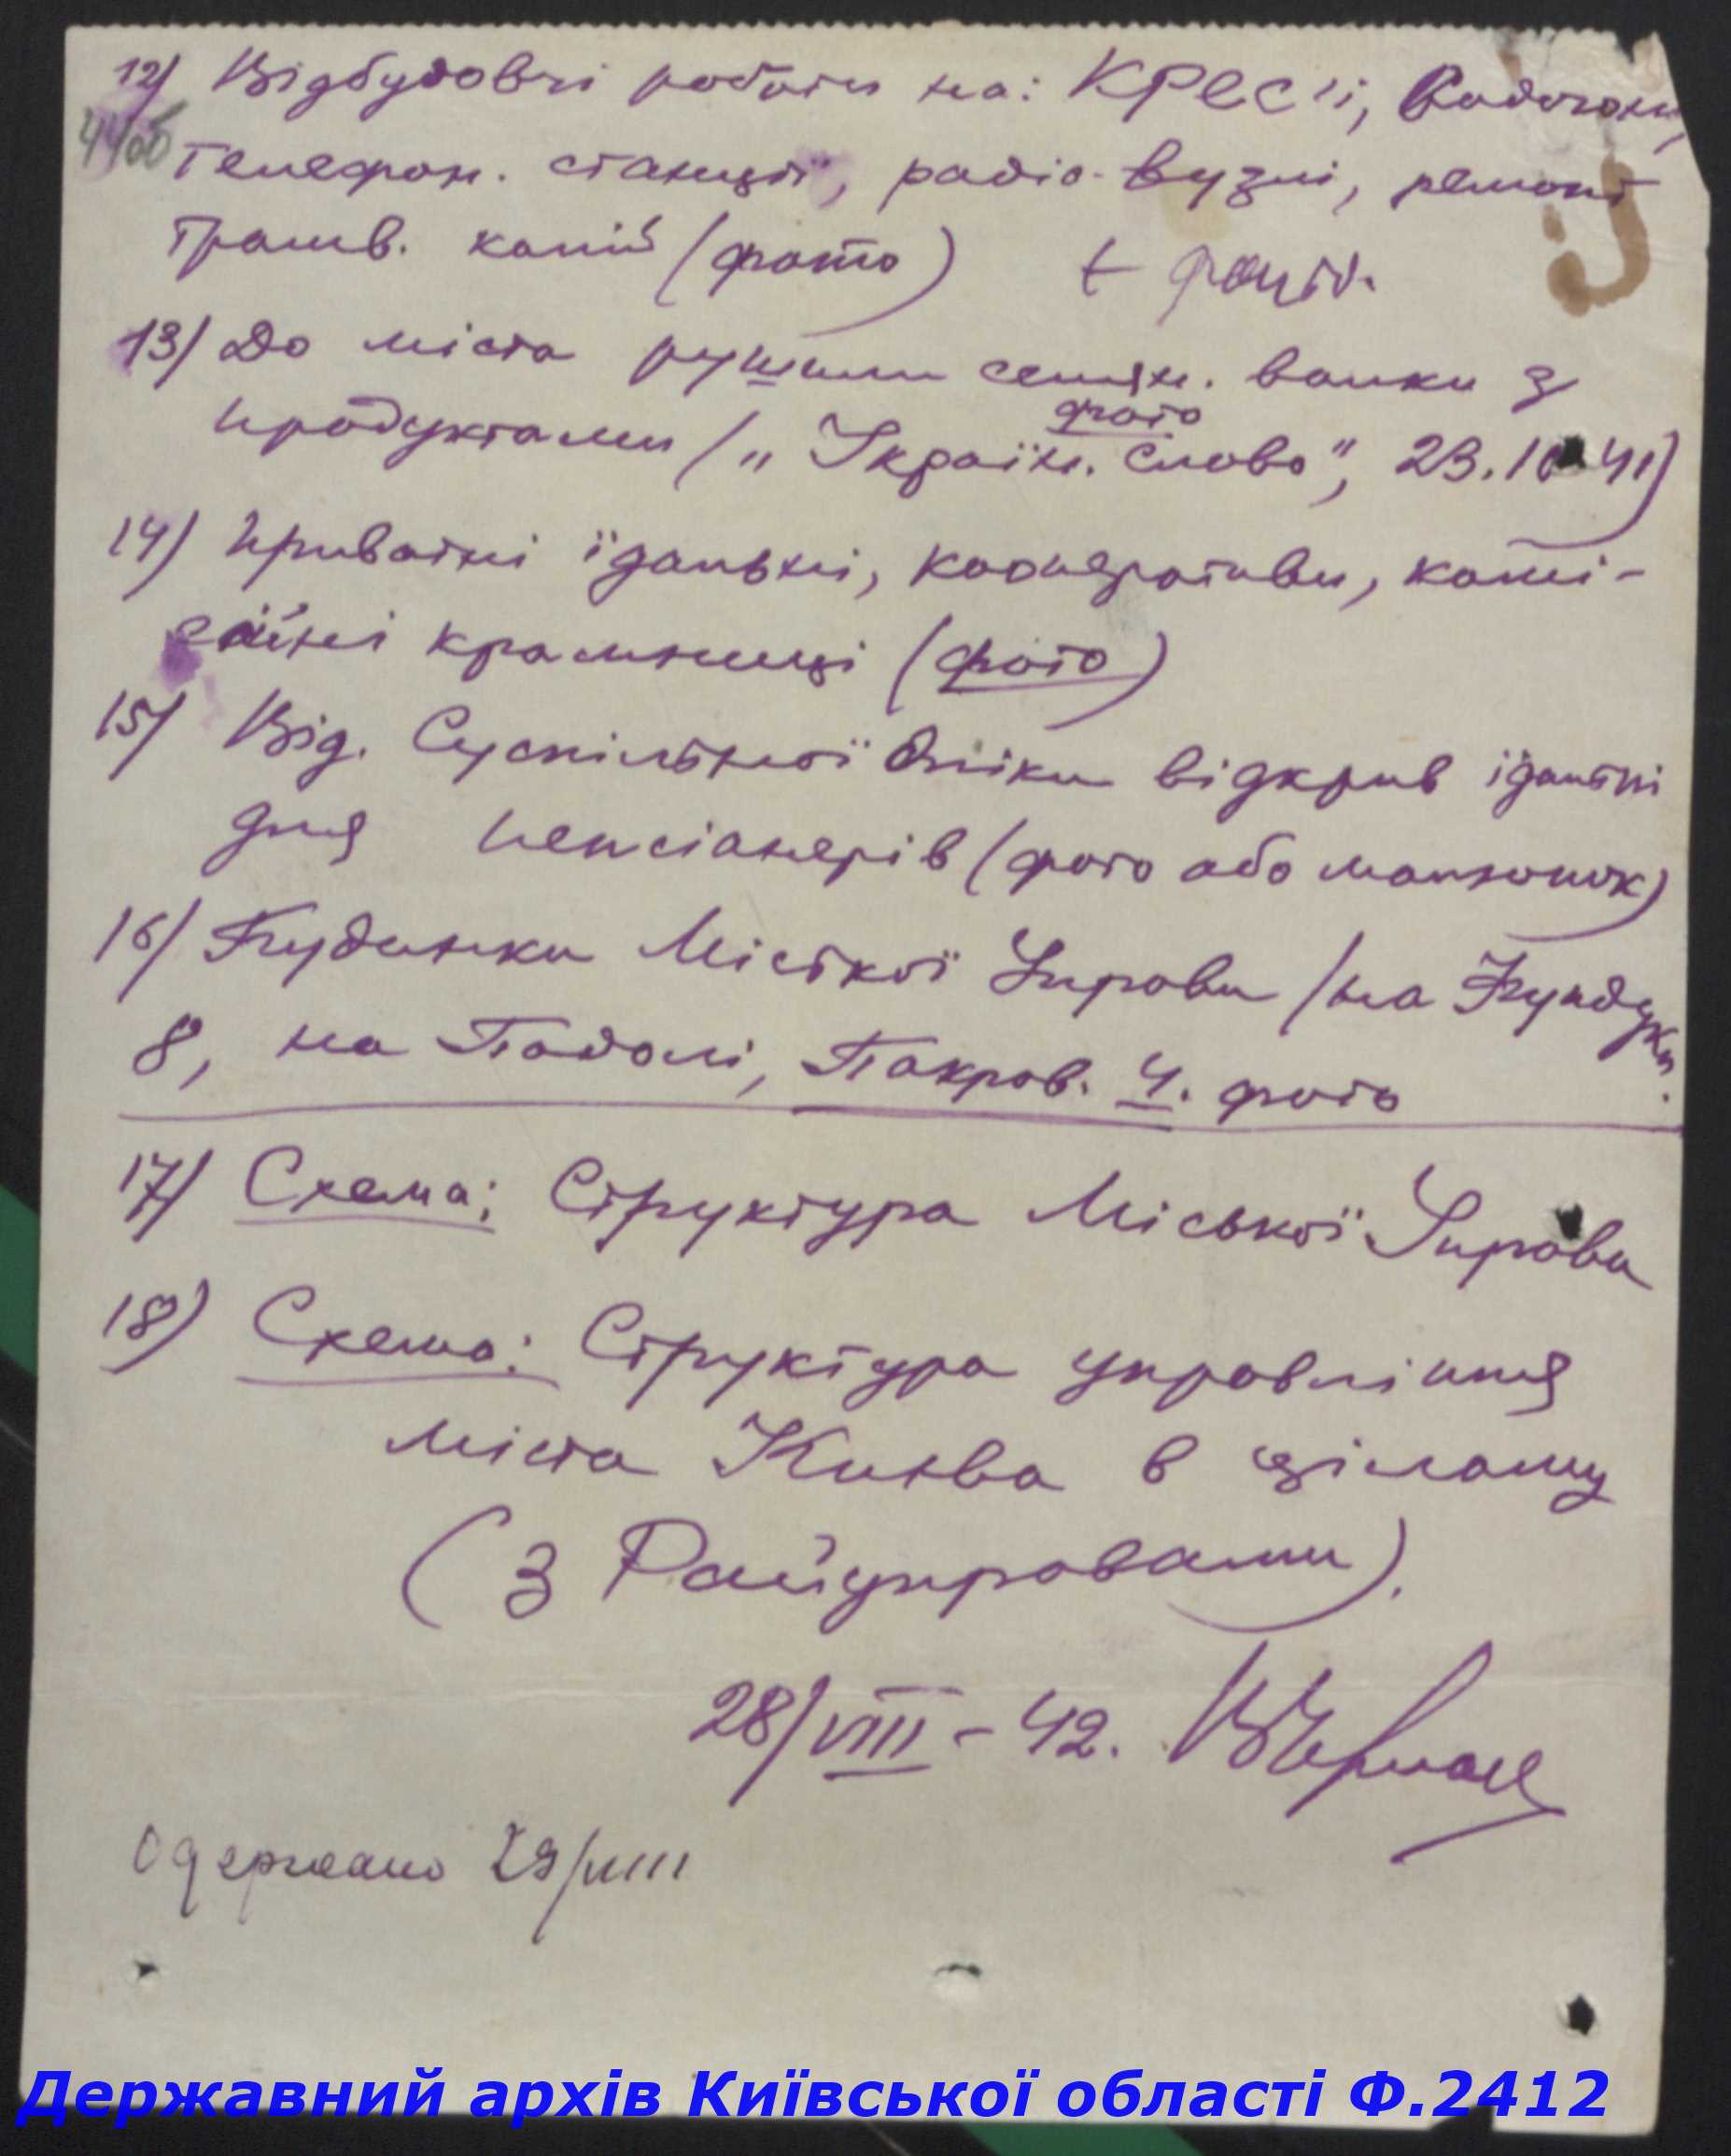 12) Відбудовчі роботи на: КРЕС'і, Водогоні,
44об
телефон. станції, радіо-вузлі, ремонт
трамв. колій (фото) +
13) До міста рушили селян. валки з
фото
продуктами („Україн. Слово", 23.10.41)
14) Приватні їдальні, кооперативи, комі-
сійні крамниці (фото)
15) Від. Суспільної Опіки відкрив їдальні
для пенсіонерів (фото або малюнок)
16) Будинки Міської Управи (на Фундукл.
8, на Подолі, Покров. 4. фото
17) Схема: Структура Міської Управи
18) Схема: Структура управління
міста Києва в цілому
(з Райуправами).
28/VIII - 42.
Одержано 29/VIII
Державний архів Київської області Ф.2412